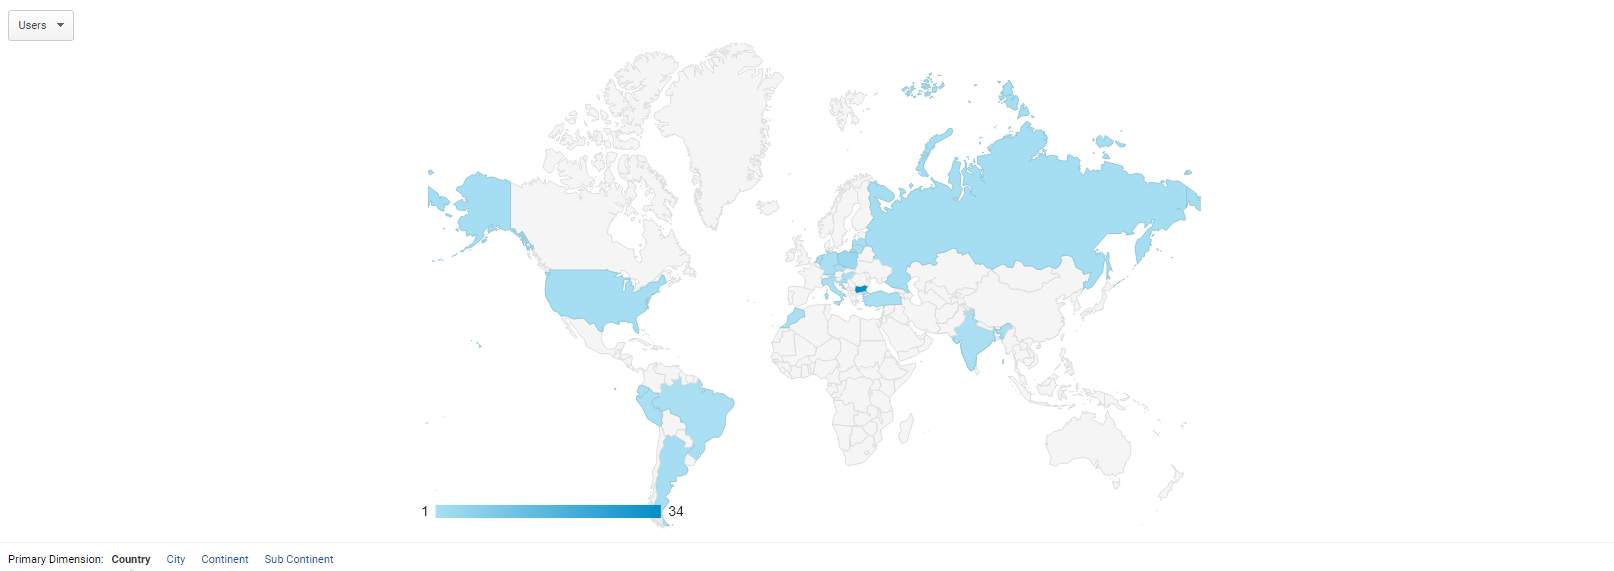 Users
1 34
Primary Dimension: Country City Continent Sub Continent